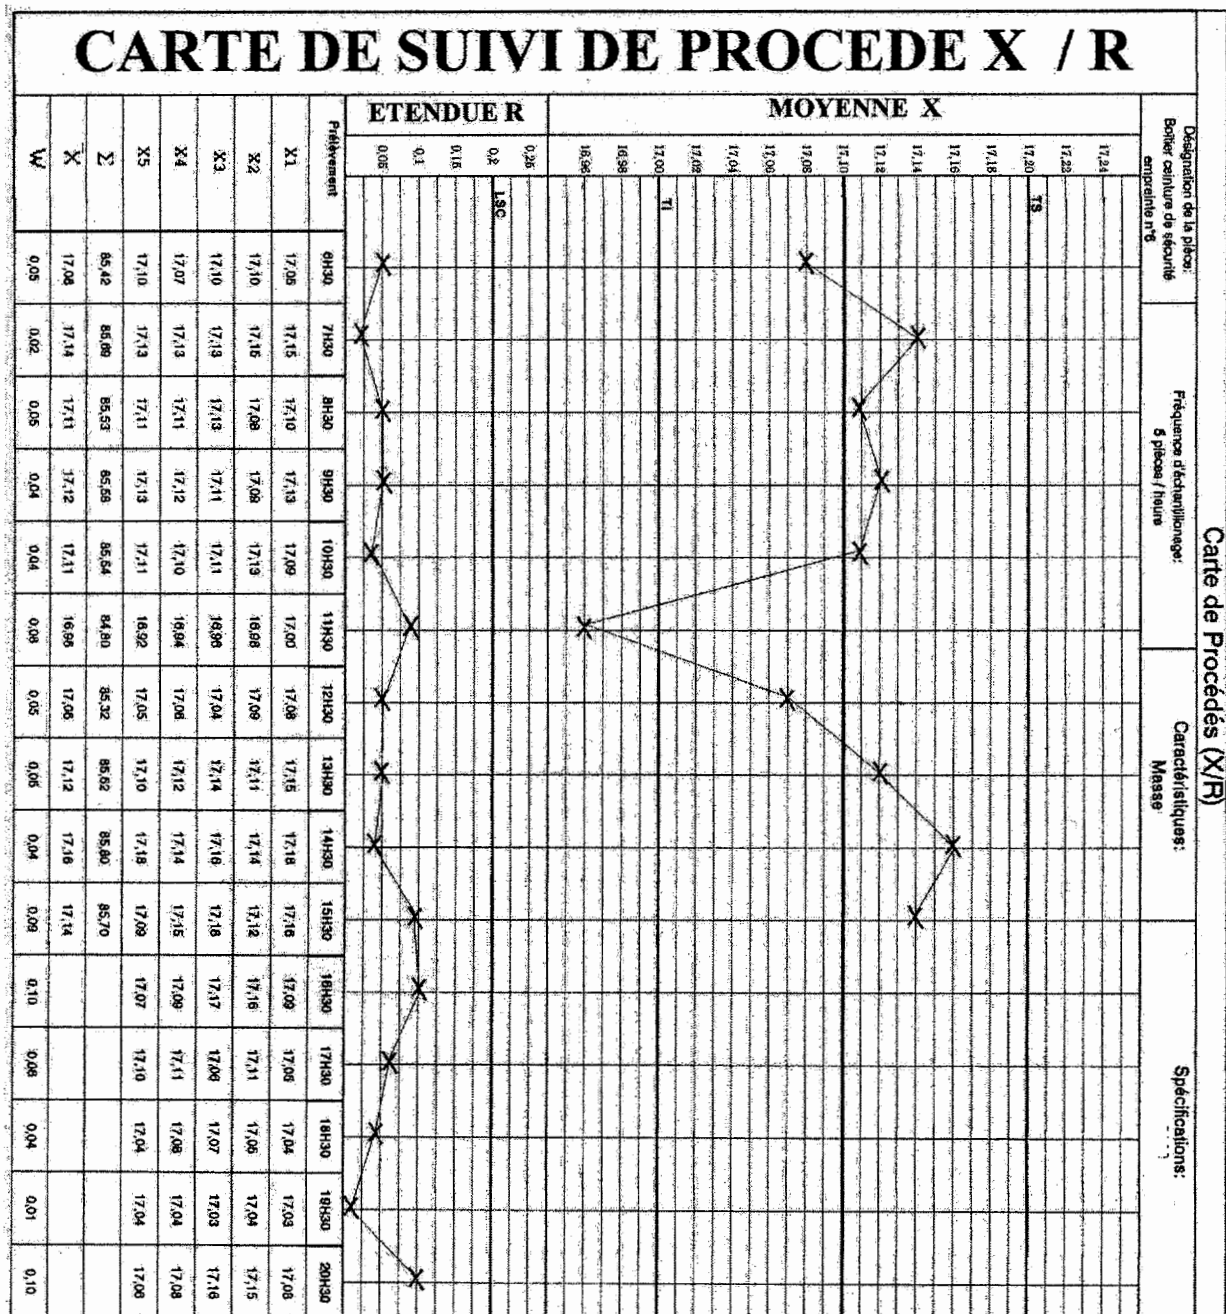 Carte de Procédés (X/R)
CARTE DE SUIVI DE PROCEDE X / R
Désignation de la pièce:
Boîtier ceinture de sécurité
empreinte n°6
Fréquence d'échantillonage:
5 pièces / heure
Caractéristiques:
Masse
Spécifications:
MOYENNE X
17,24
17,22
17,20 TS
17,18
17,16
17,14
17,12
17,10
17,08
17,06
17,04
17,02
17,00 TI
16,98
16,96
ETENDUE R
0,25
0,2 LSC
0,15
0,1
0,05
Prélèvement 6H30 7H30 8H30 9H30 10H30 11H30 12H30 13H30 14H30 15H30 16H30 17H30 18H30 19H30 20H30
X1 17,05 17,15 17,10 17,13 17,09 17,00 17,08 17,15 17,18 17,16 17,09 17,05 17,04 17,03 17,08
X2 17,10 17,15 17,08 17,09 17,13 16,98 17,09 17,11 17,14 17,12 17,16 17,11 17,05 17,04 17,15
X3 17,10 17,13 17,13 17,11 17,11 16,96 17,04 17,14 17,16 17,18 17,17 17,06 17,07 17,03 17,16
X4 17,07 17,13 17,11 17,12 17,10 16,94 17,06 17,12 17,14 17,15 17,09 17,11 17,08 17,04 17,08
X5 17,10 17,13 17,11 17,13 17,11 16,92 17,05 17,10 17,18 17,09 17,07 17,10 17,04 17,04 17,06
Σ 85,42 85,69 85,53 85,58 85,54 84,80 85,32 85,62 85,80 85,70
X̄ 17,08 17,14 17,11 17,12 17,11 16,96 17,06 17,12 17,16 17,14
W 0,05 0,02 0,05 0,04 0,04 0,08 0,05 0,05 0,04 0,09 0,10 0,06 0,04 0,01 0,10